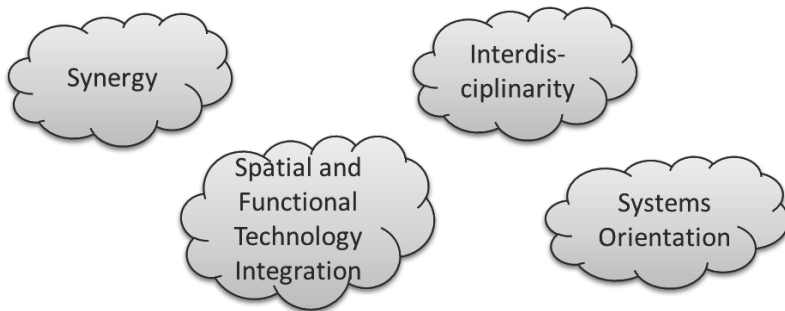 Synergy
Interdis-
ciplinarity
Spatial and
Functional
Technology
Integration
Systems
Orientation